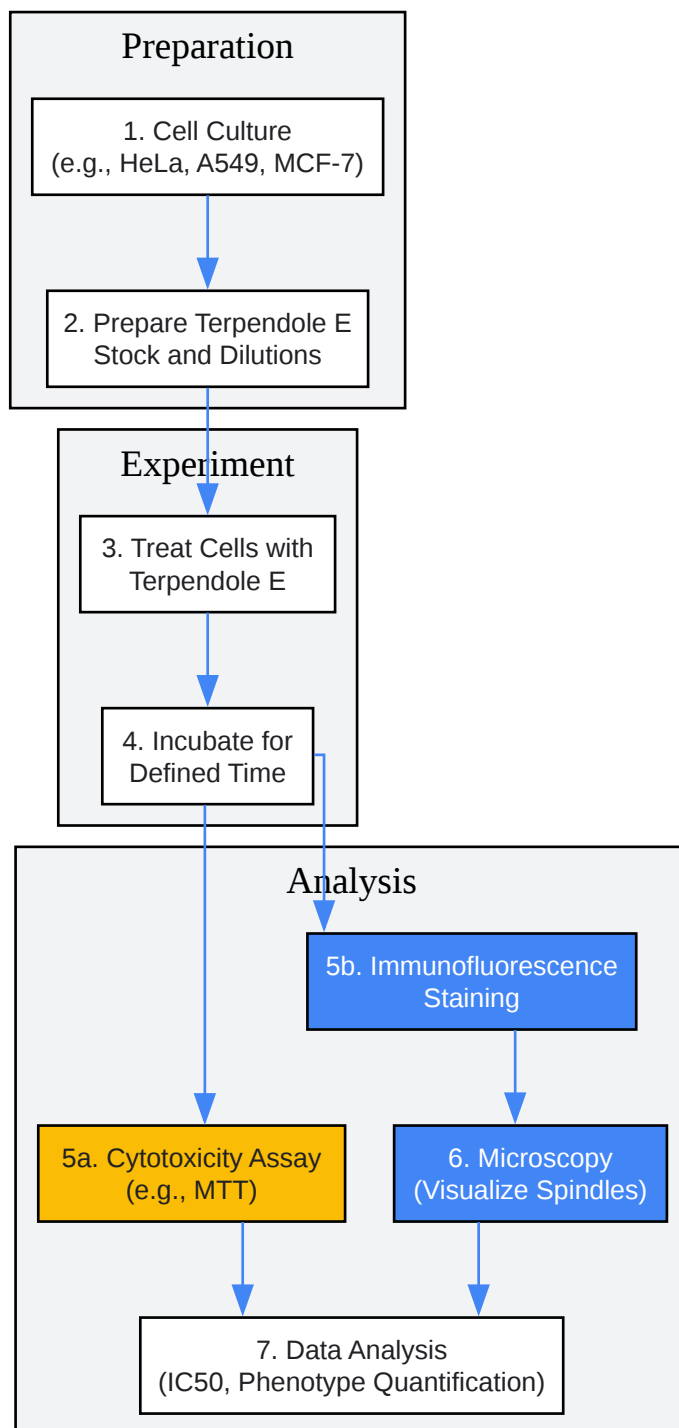 Preparation
1. Cell Culture
(e.g., HeLa, A549, MCF-7)
2. Prepare Terpendole E
Stock and Dilutions
Experiment
3. Treat Cells with
Terpendole E
4. Incubate for
Defined Time
Analysis
5b. Immunofluorescence
Staining
5a. Cytotoxicity Assay
(e.g., MTT)
6. Microscopy
(Visualize Spindles)
7. Data Analysis
(IC50, Phenotype Quantification)